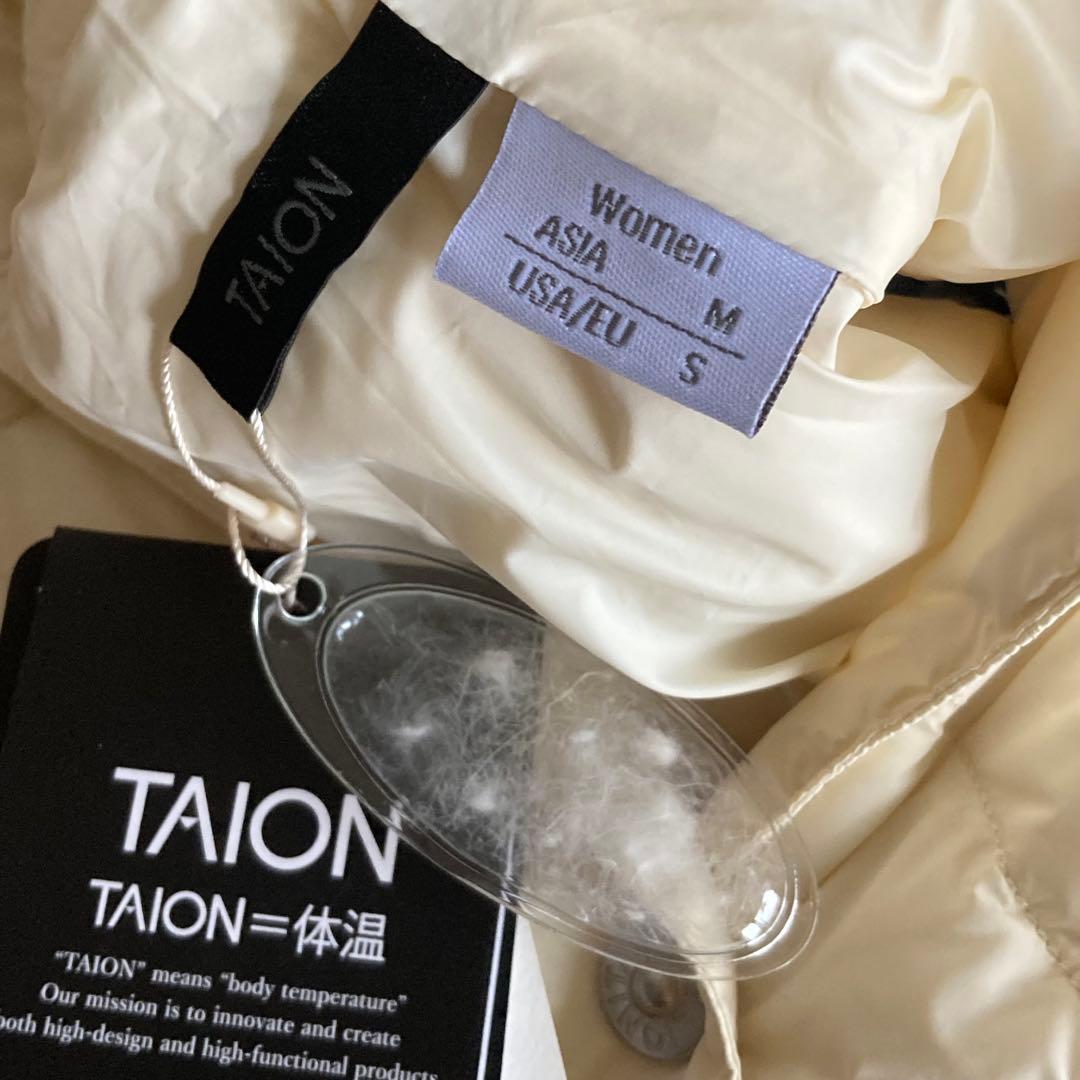 TAION
Women
ASIA M
USA/EU S
TAION
TAION=体温
"TAION" means "body temperature"
Our mission is to innovate and create
both high-design and high-functional products